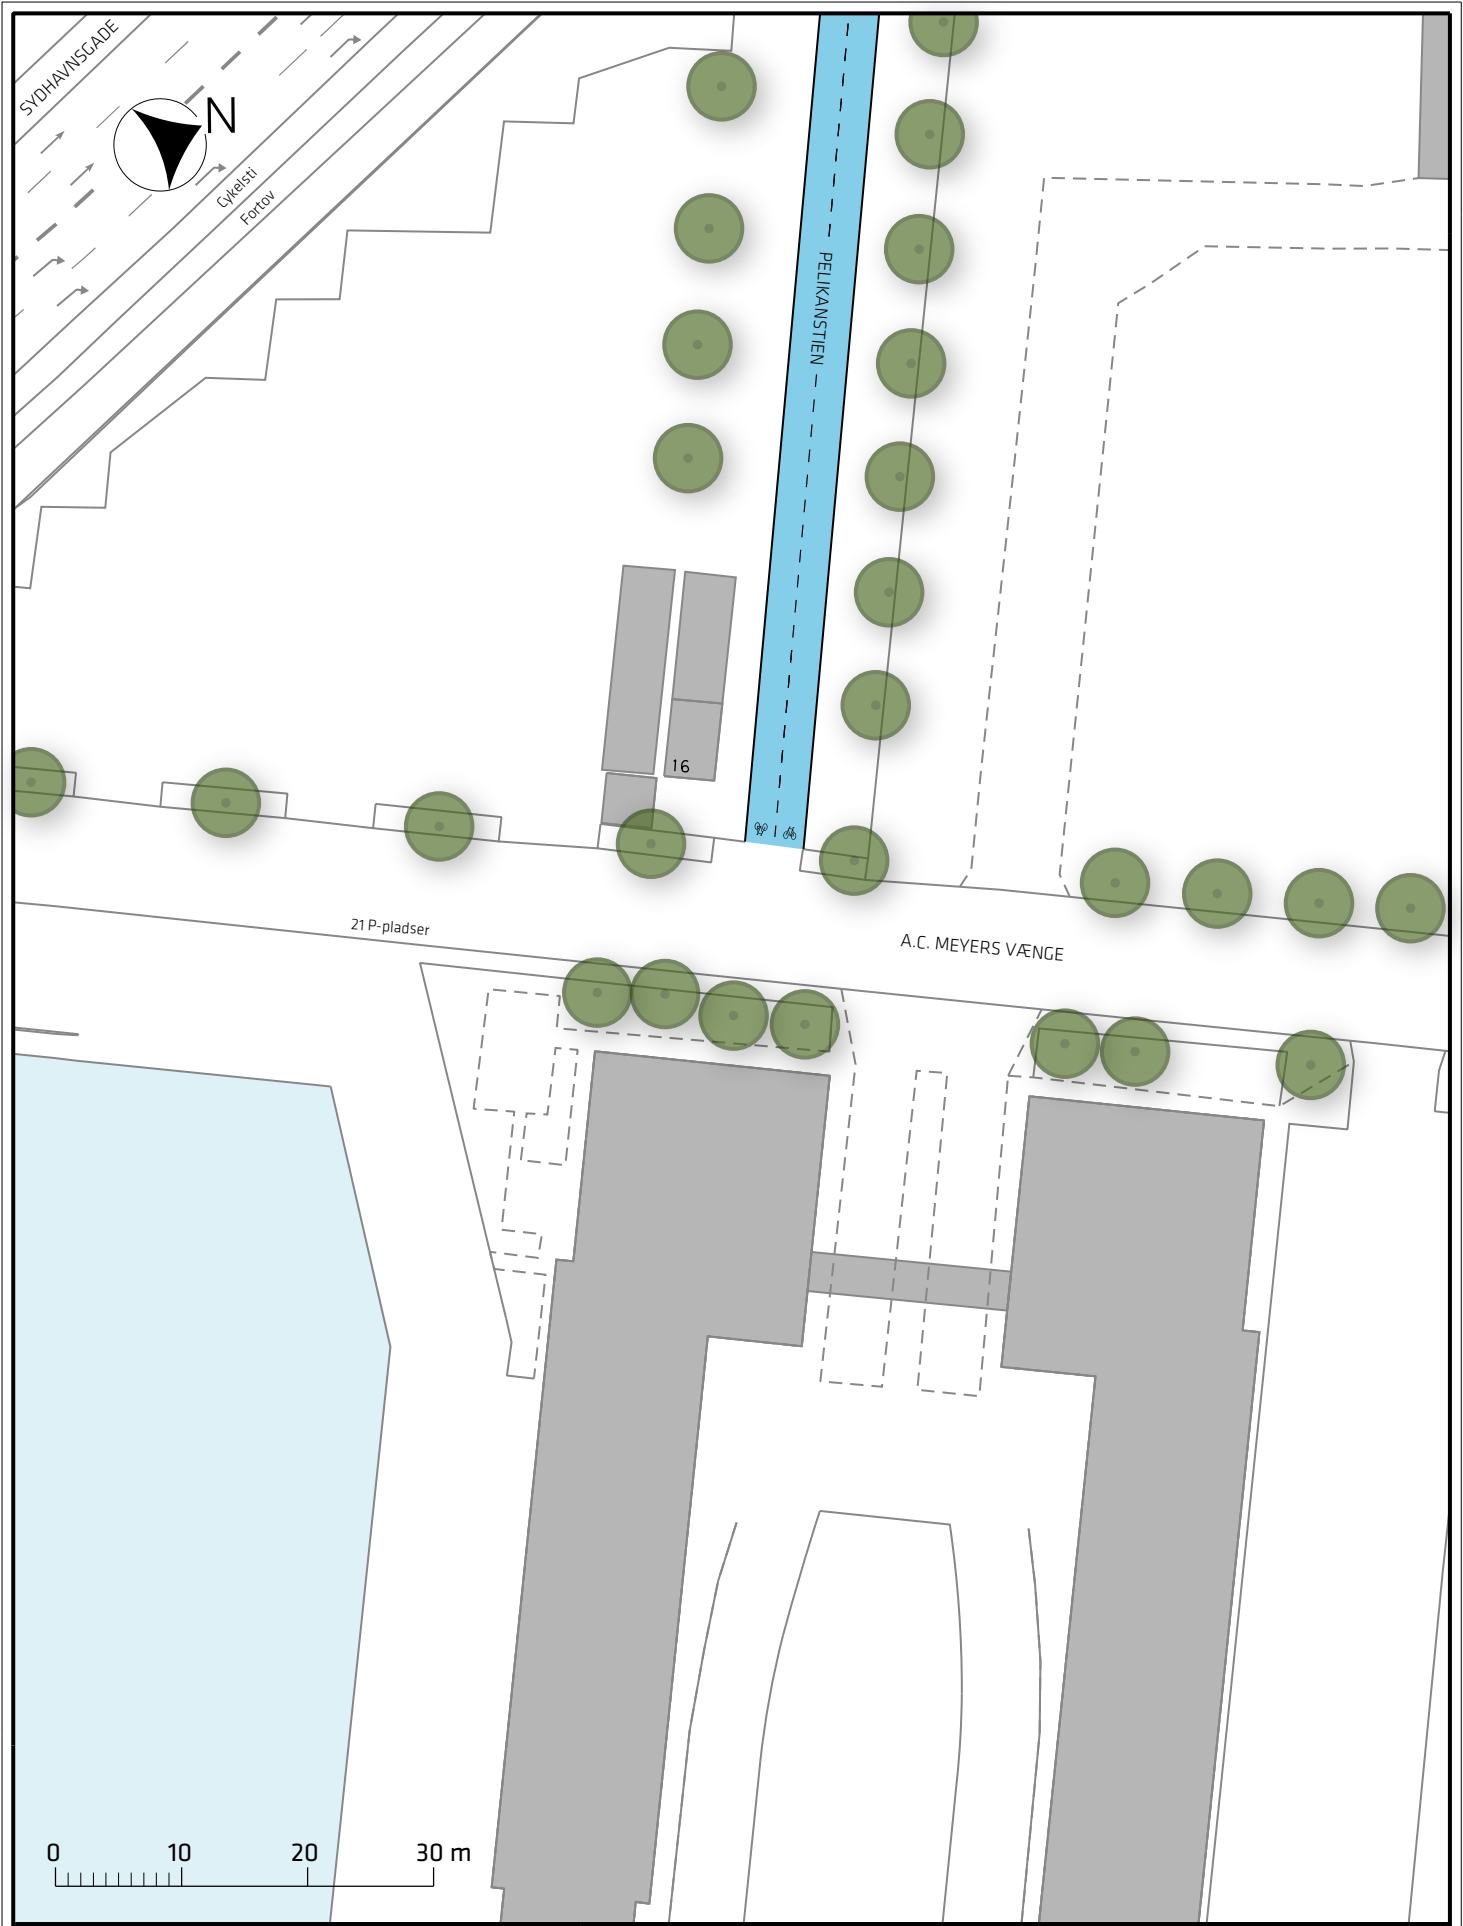 SYDHAVNSGADE
N
Cykelsti
Fortov
PELIKANSTIEN
16
21 P-pladser
A.C. MEYERS VÆNGE
0 10 20 30 m